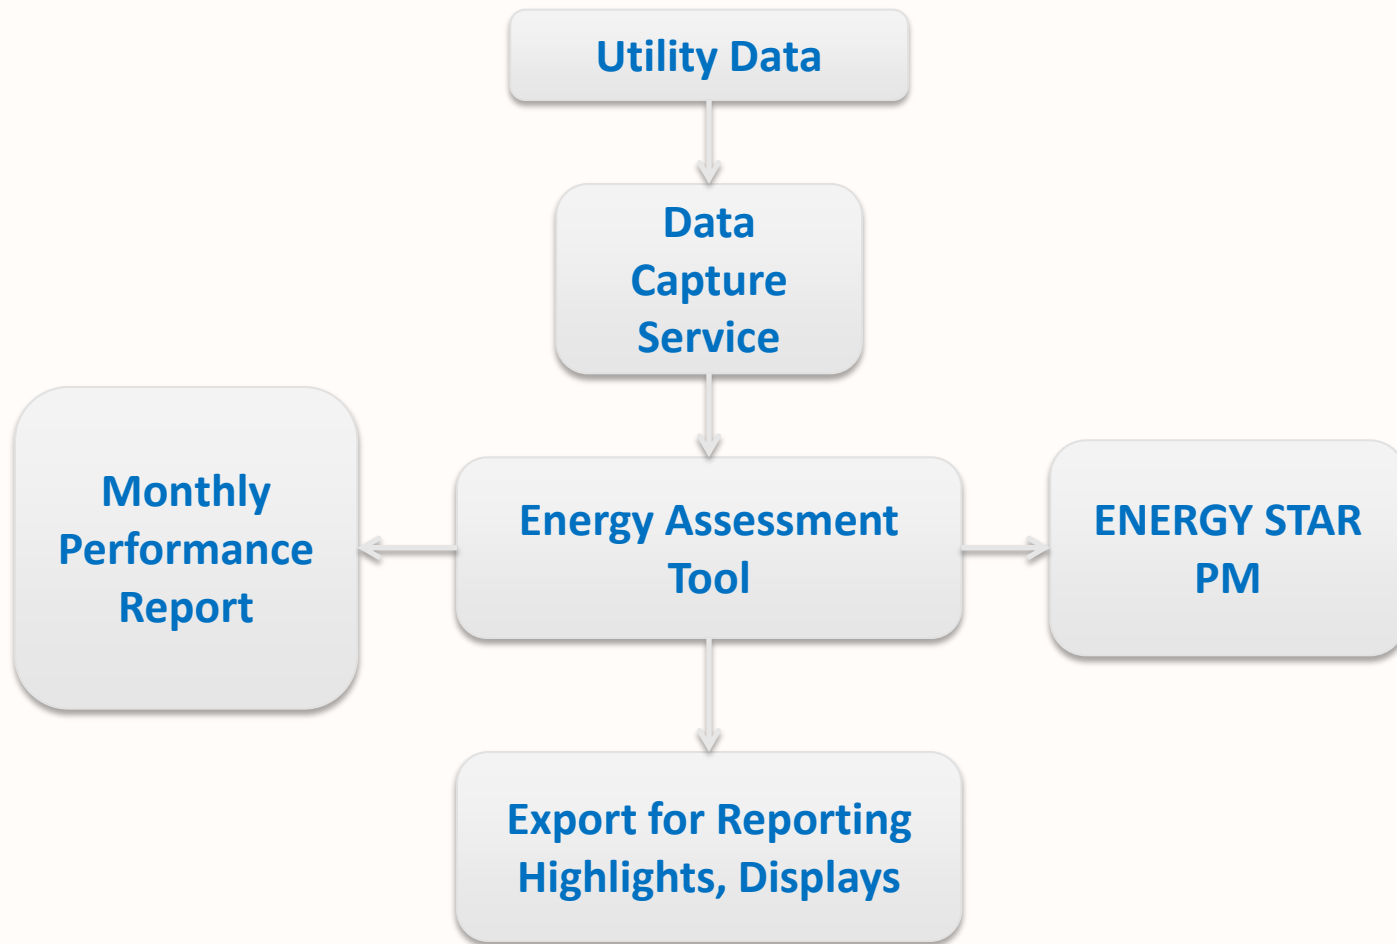 Utility Data
Data
Capture
Service
Monthly
Performance
Report
Energy Assessment
Tool
ENERGY STAR
PM
Export for Reporting
Highlights, Displays